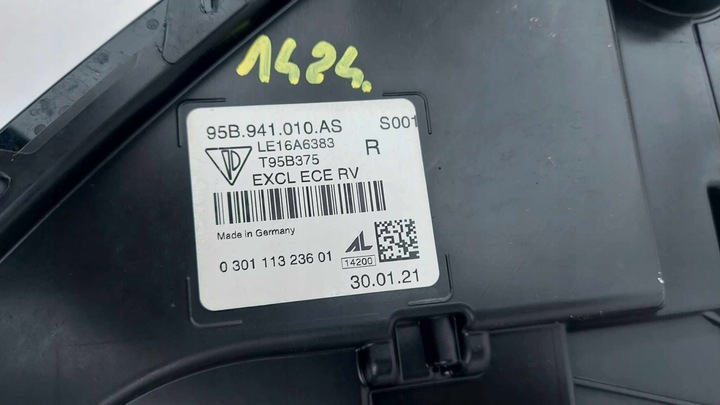 1424.
95B.941.010.AS S001
LE16A6383
T95B375 R
EXCL ECE RV
Made in Germany
AL
0 301 113 236 01 14200
30.01.21